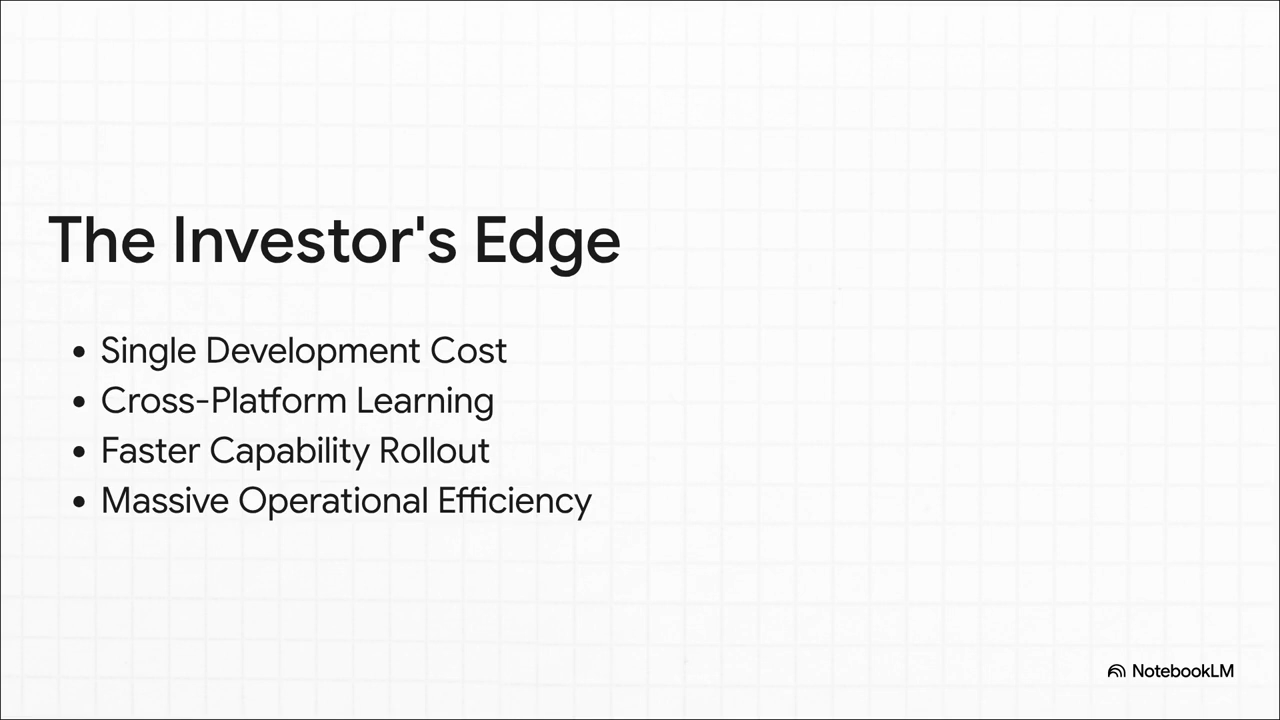 The Investor's Edge
• Single Development Cost
• Cross-Platform Learning
• Faster Capability Rollout
• Massive Operational Efficiency
NotebookLM